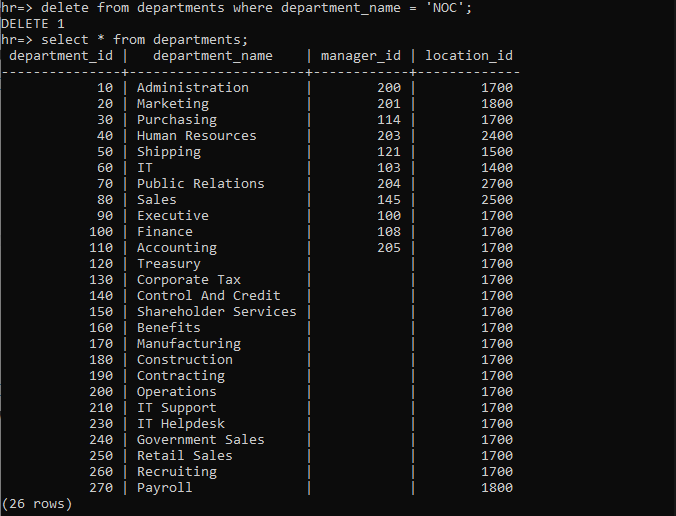 hr=> delete from departments where department_name = 'NOC';
DELETE 1
hr=> select * from departments;
 department_id |   department_name    | manager_id | location_id
---------------+----------------------+------------+-------------
            10 | Administration       |        200 |        1700
            20 | Marketing            |        201 |        1800
            30 | Purchasing           |        114 |        1700
            40 | Human Resources      |        203 |        2400
            50 | Shipping             |        121 |        1500
            60 | IT                   |        103 |        1400
            70 | Public Relations     |        204 |        2700
            80 | Sales                |        145 |        2500
            90 | Executive            |        100 |        1700
           100 | Finance              |        108 |        1700
           110 | Accounting           |        205 |        1700
           120 | Treasury             |            |        1700
           130 | Corporate Tax        |            |        1700
           140 | Control And Credit   |            |        1700
           150 | Shareholder Services |            |        1700
           160 | Benefits             |            |        1700
           170 | Manufacturing        |            |        1700
           180 | Construction         |            |        1700
           190 | Contracting          |            |        1700
           200 | Operations           |            |        1700
           210 | IT Support           |            |        1700
           230 | IT Helpdesk          |            |        1700
           240 | Government Sales     |            |        1700
           250 | Retail Sales         |            |        1700
           260 | Recruiting           |            |        1700
           270 | Payroll              |            |        1800
(26 rows)